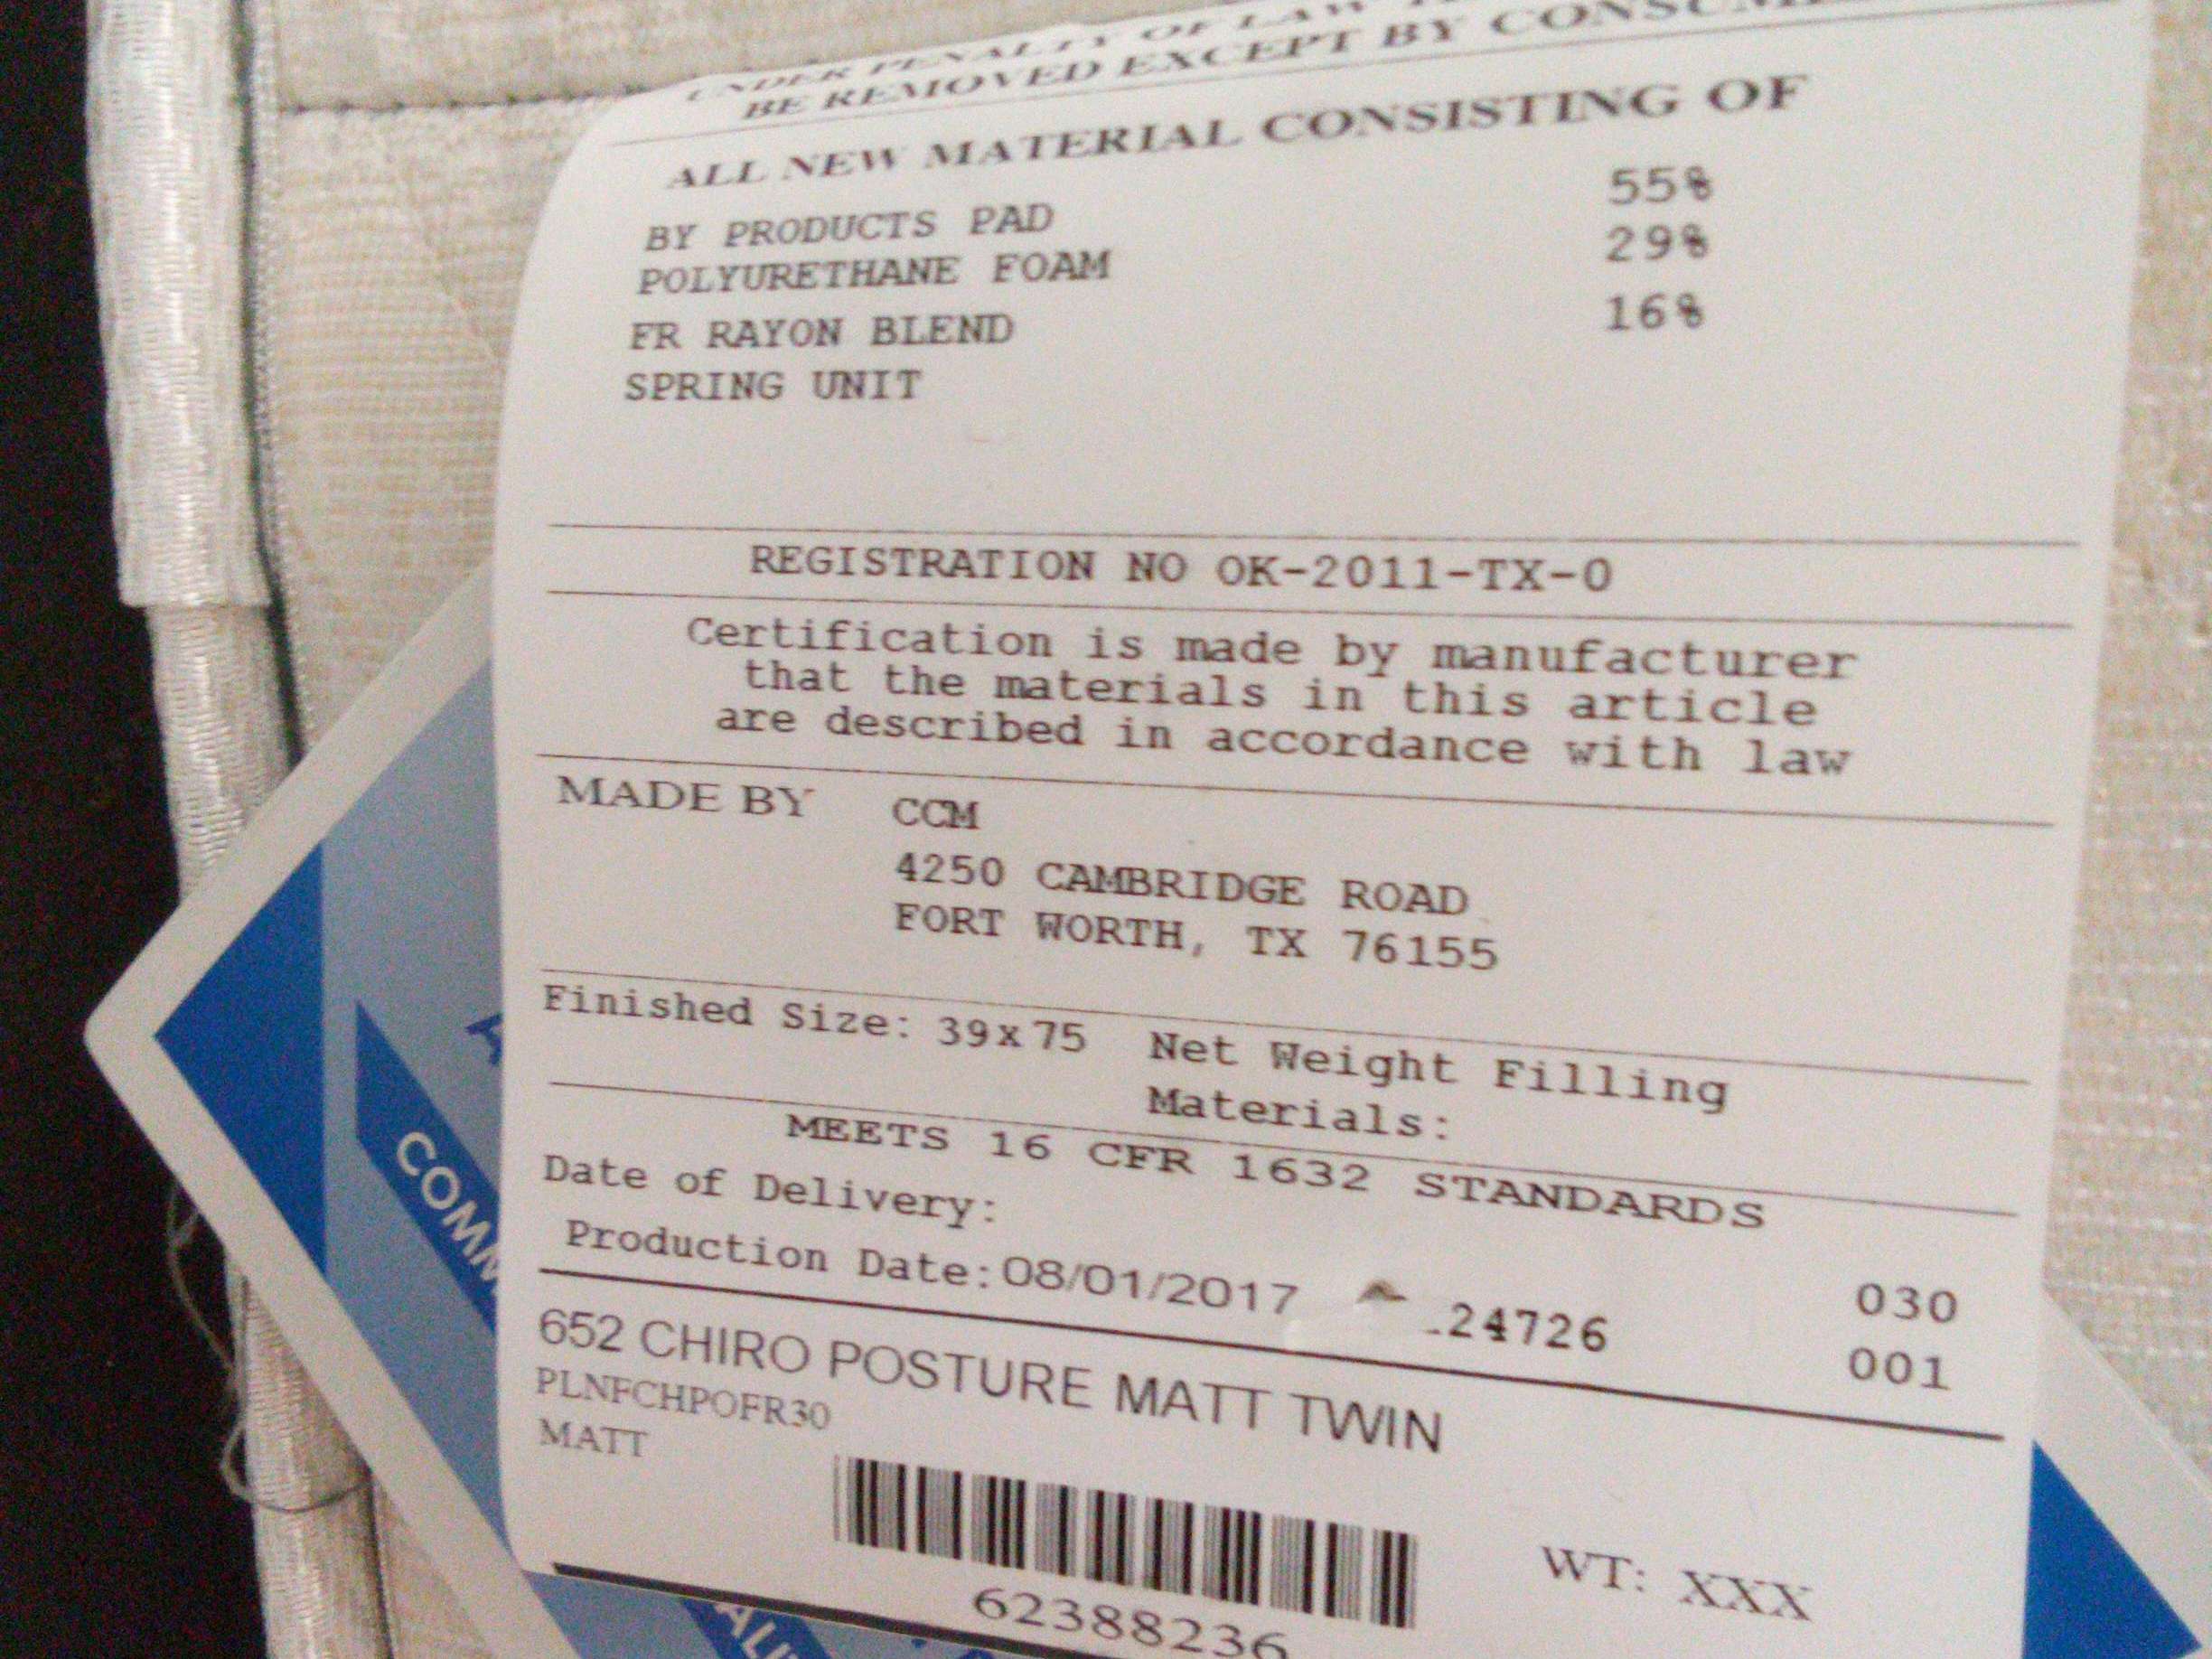 UNDER PENALTY OF LAW
BE REMOVED EXCEPT BY
ALL NEW MATERIAL CONSISTING OF
BY PRODUCTS PAD 55%
POLYURETHANE FOAM 29%
FR RAYON BLEND 16%
SPRING UNIT
REGISTRATION NO OK-2011-TX-0
Certification is made by manufacturer
that the materials in this article
are described in accordance with law
MADE BY CCM
4250 CAMBRIDGE ROAD
FORT WORTH, TX 76155
Finished Size: 39x75 Net Weight Filling
Materials:
MEETS 16 CFR 1632 STANDARDS
Date of Delivery:
Production Date: 08/01/2017 24726 030
001
652 CHIRO POSTURE MATT TWIN
PLNFCHPOFR30
MATT
62388236
WT: XXX